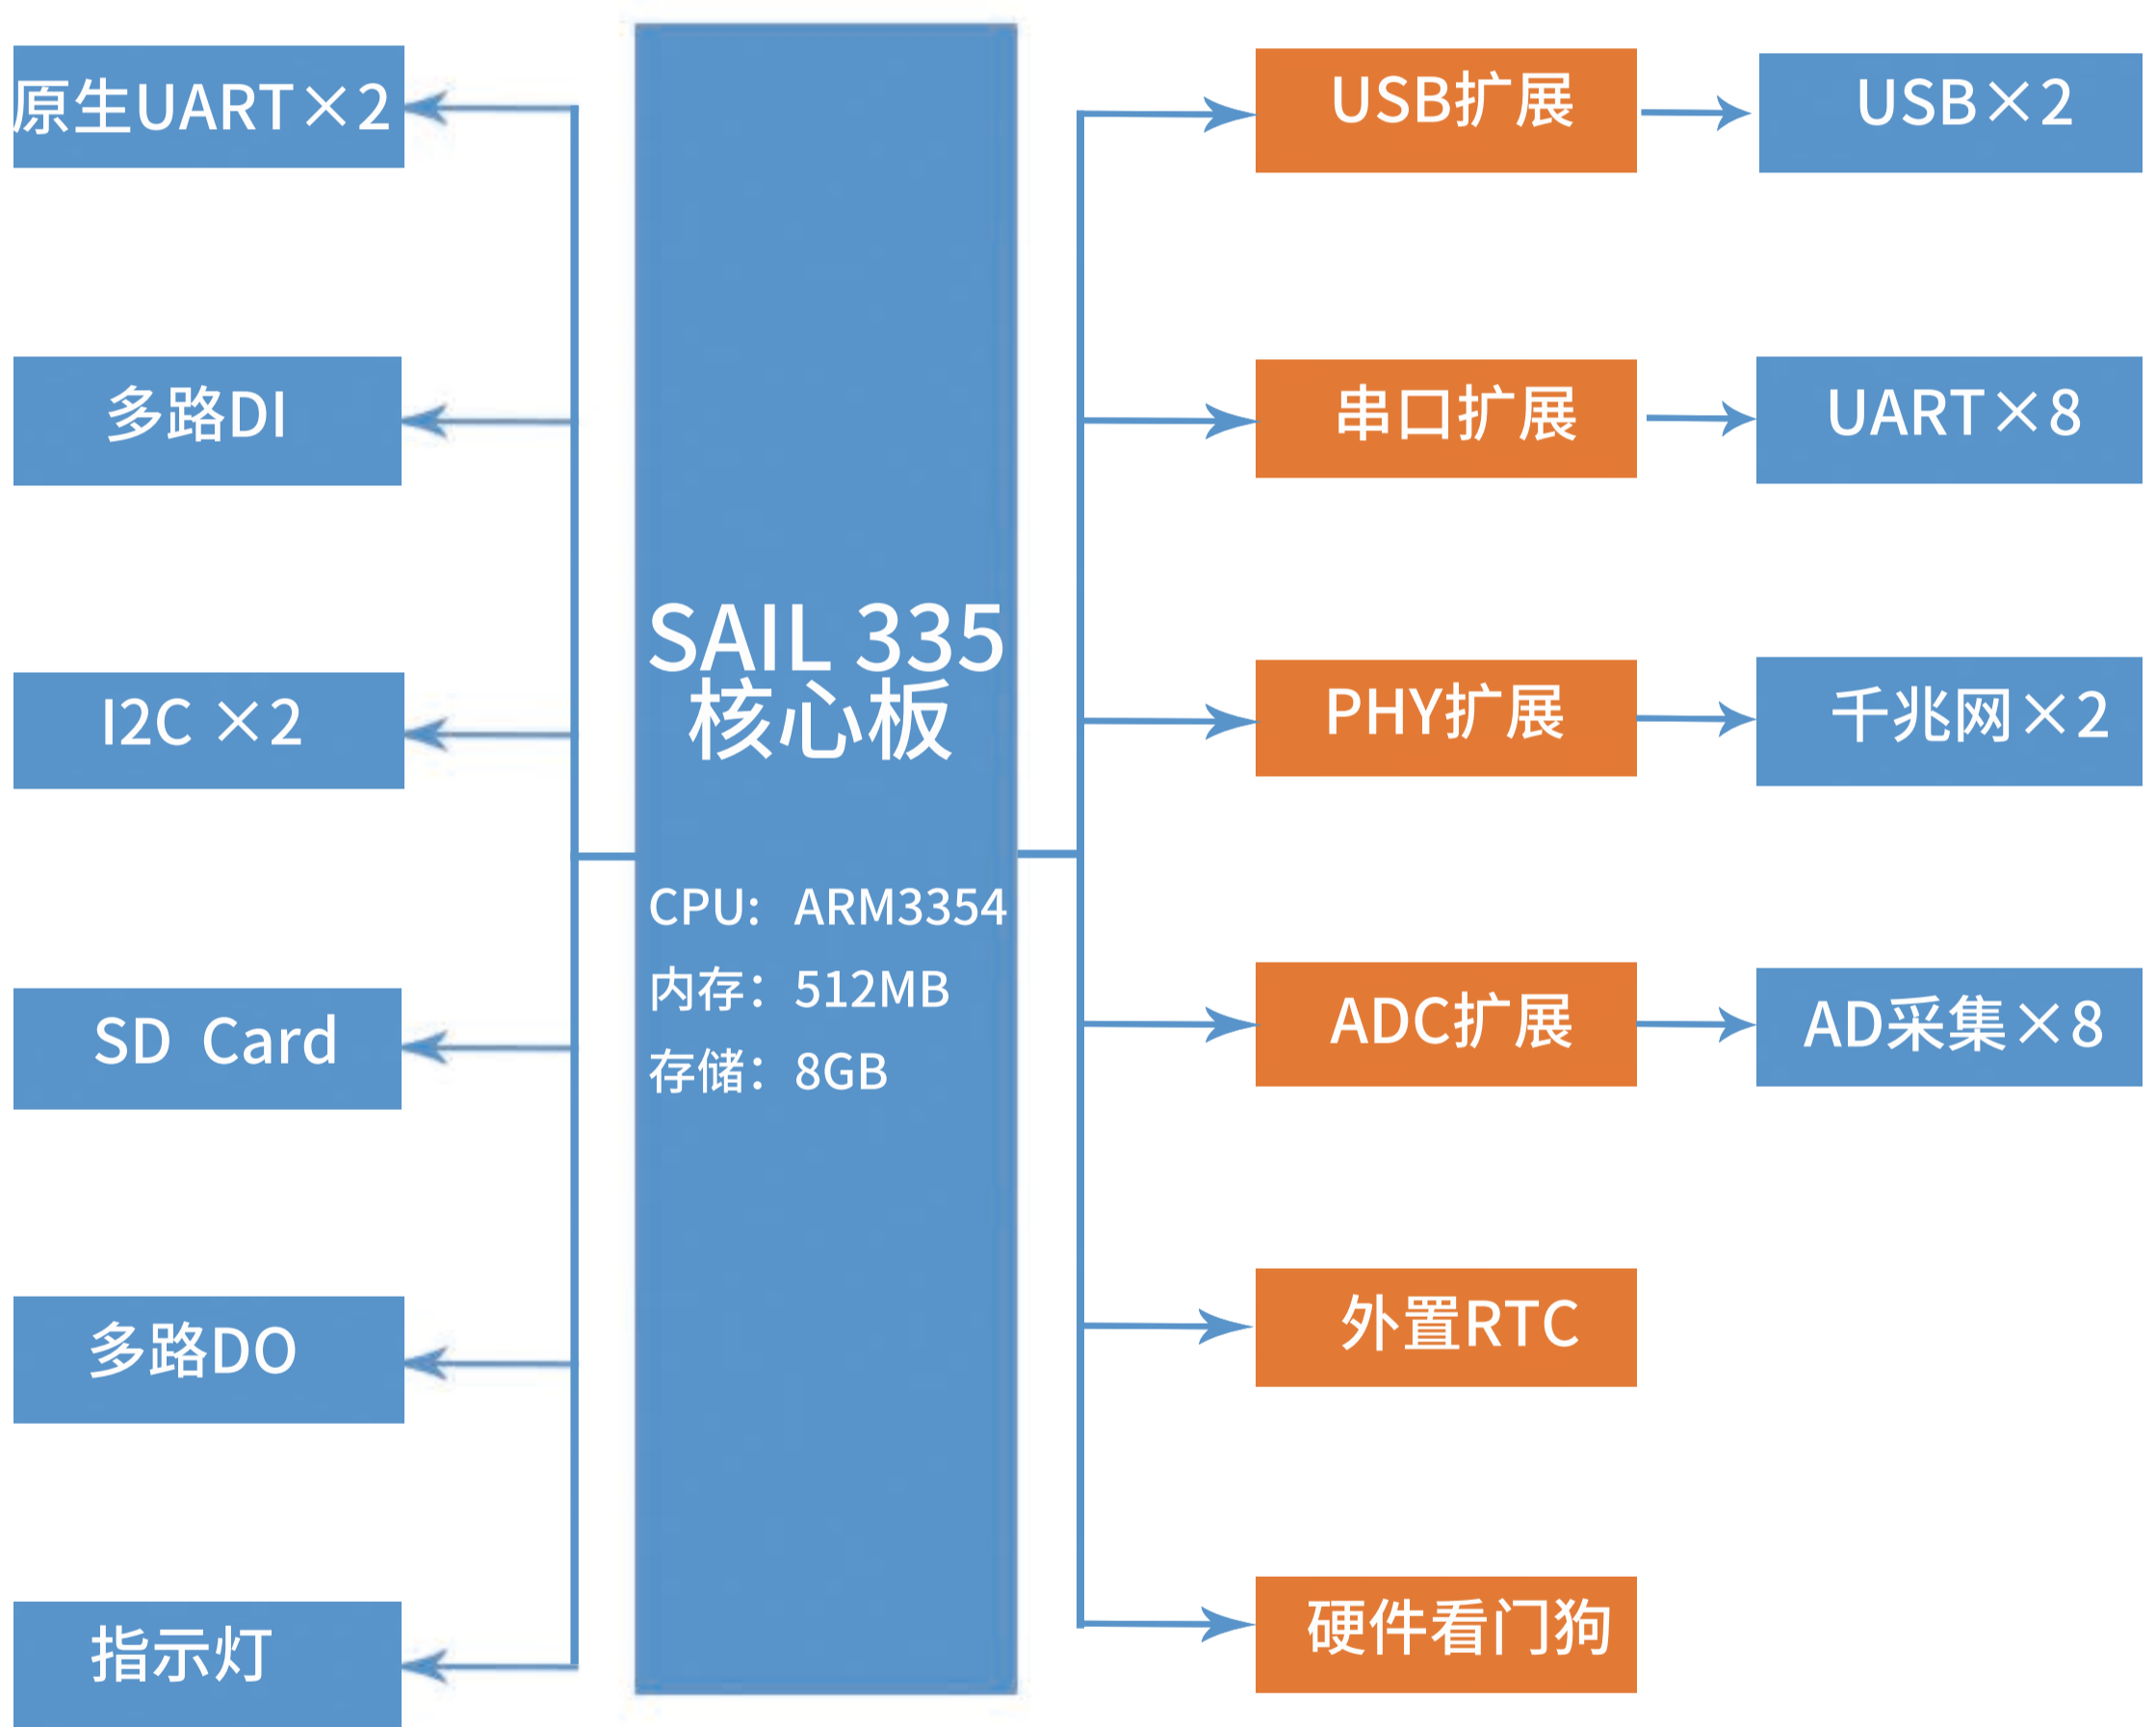 原生UART×2
多路DI
I2C ×2
SD Card
多路DO
指示灯
SAIL 335
核心板
CPU: ARM3354
内存: 512MB
存储: 8GB
USB扩展
USB×2
串口扩展
UART×8
PHY扩展
千兆网×2
ADC扩展
AD采集×8
外置RTC
硬件看门狗